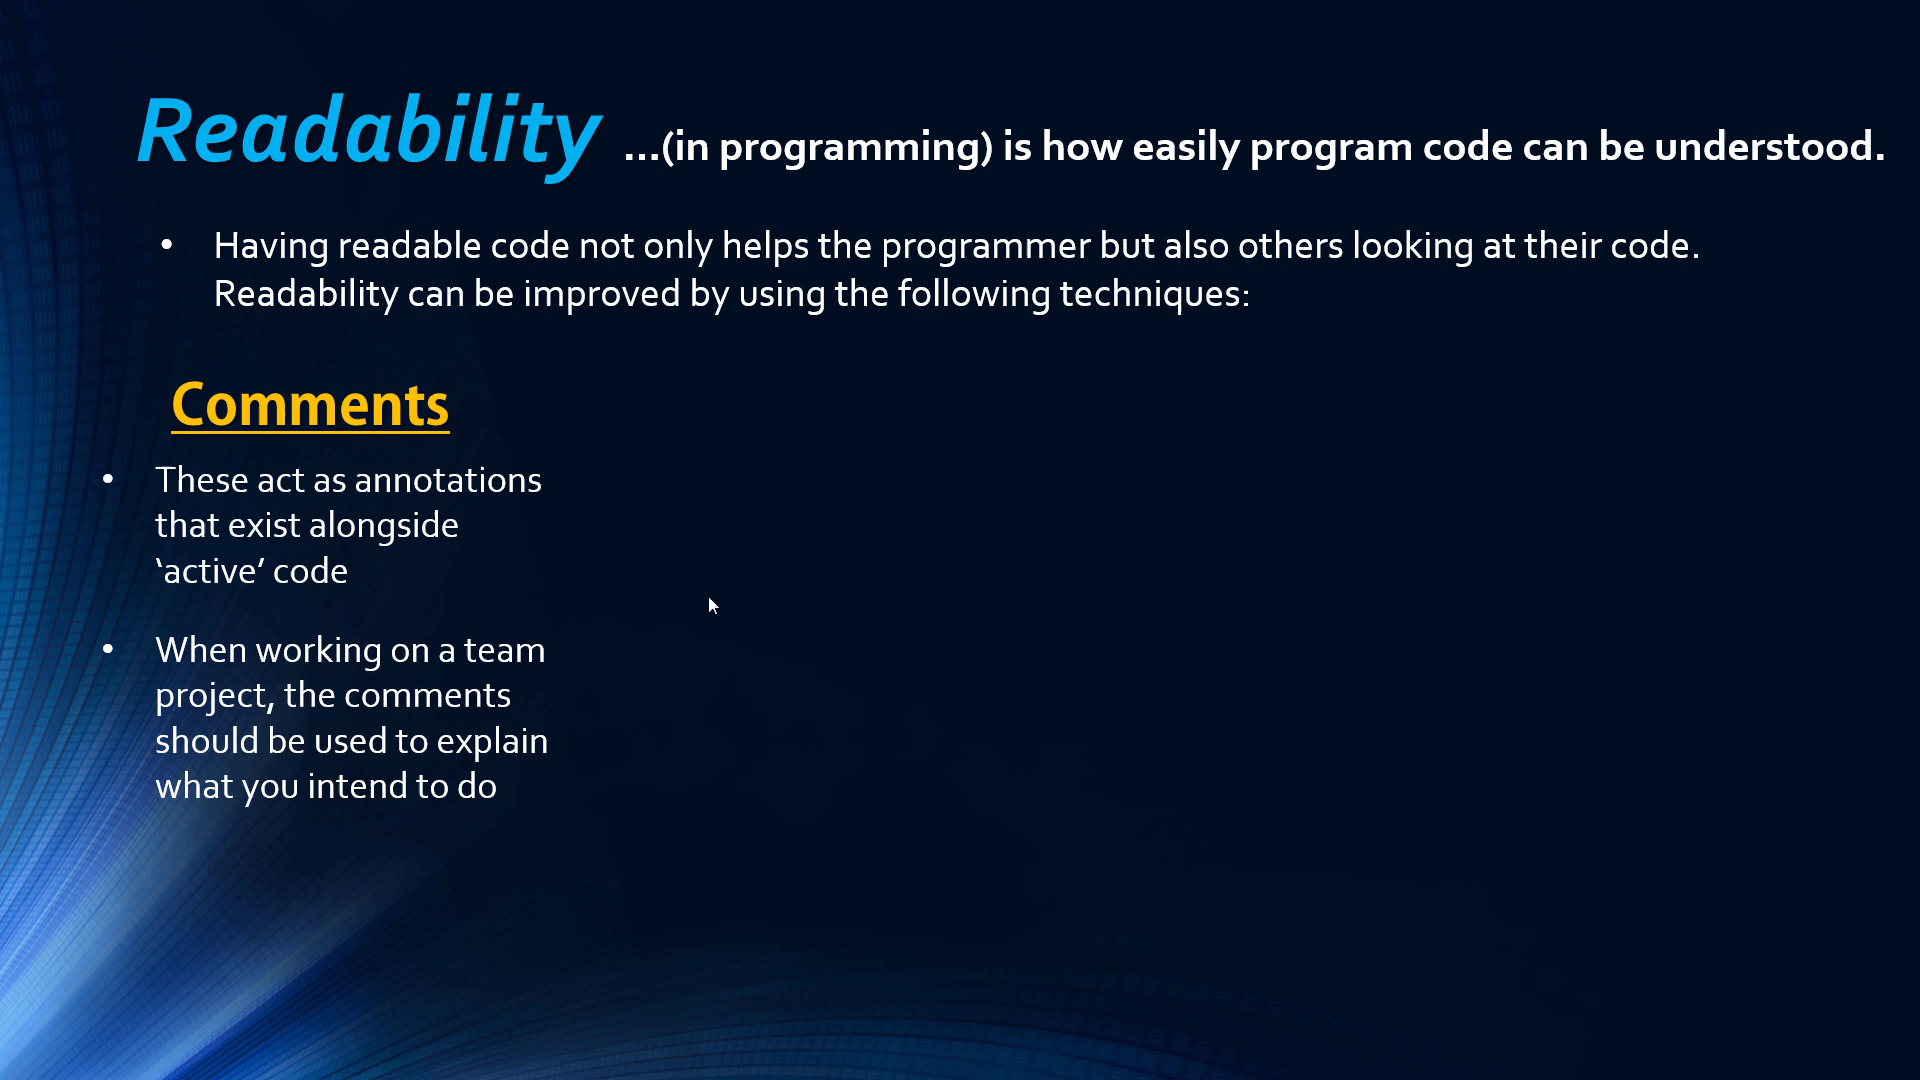 Readability ...(in programming) is how easily program code can be understood.
• Having readable code not only helps the programmer but also others looking at their code.
Readability can be improved by using the following techniques:
Comments
• These act as annotations
that exist alongside
‘active’ code
• When working on a team
project, the comments
should be used to explain
what you intend to do